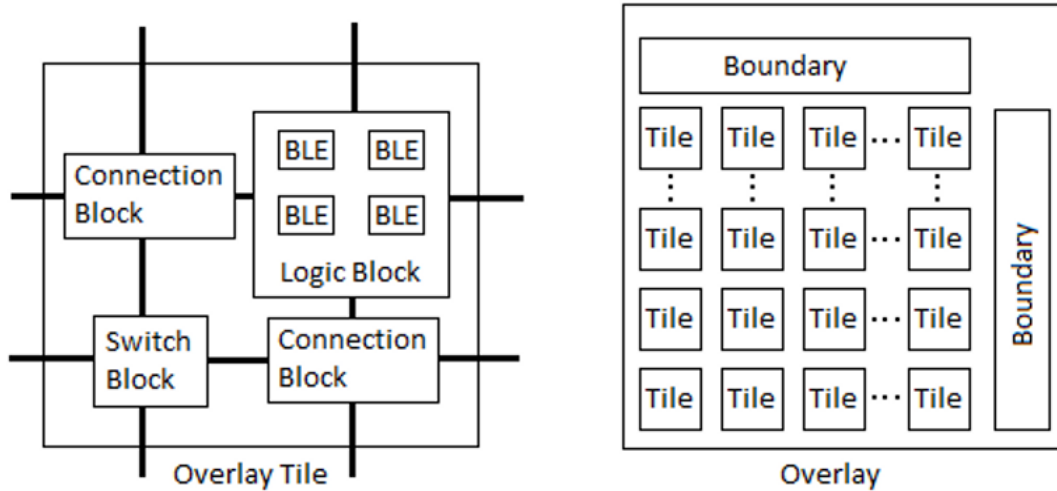 Connection
Block
BLE BLE
BLE BLE
Logic Block
Switch
Block
Connection
Block
Overlay Tile
Boundary
Tile Tile Tile ... Tile
Tile Tile Tile ... Tile
Tile Tile Tile ... Tile
Tile Tile Tile ... Tile
Boundary
Overlay